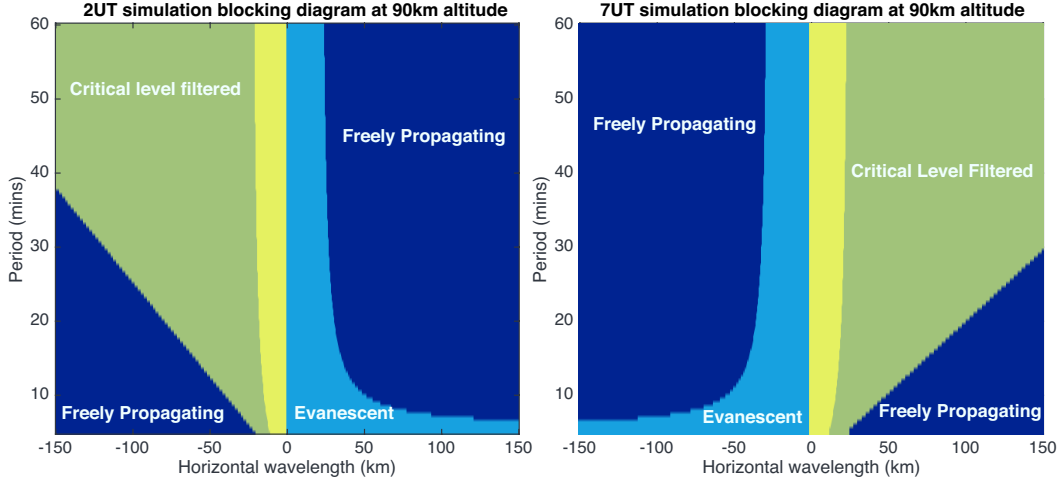 2UT simulation blocking diagram at 90km altitude
60
50
40
30
20
10
Period (mins)
Critical level filtered
Freely Propagating
Freely Propagating
Evanescent
-150
-100
-50
0
50
100
150
Horizontal wavelength (km)
7UT simulation blocking diagram at 90km altitude
60
50
40
30
20
10
Period (mins)
Freely Propagating
Critical Level Filtered
Evanescent
Freely Propagating
-150
-100
-50
0
50
100
150
Horizontal wavelength (km)